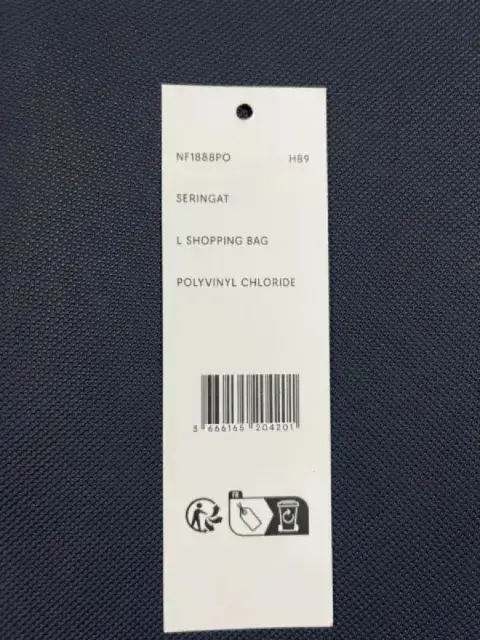 NF1888PO H89
SERINGAT
L SHOPPING BAG
POLYVINYL CHLORIDE
3 666165 204201
FR